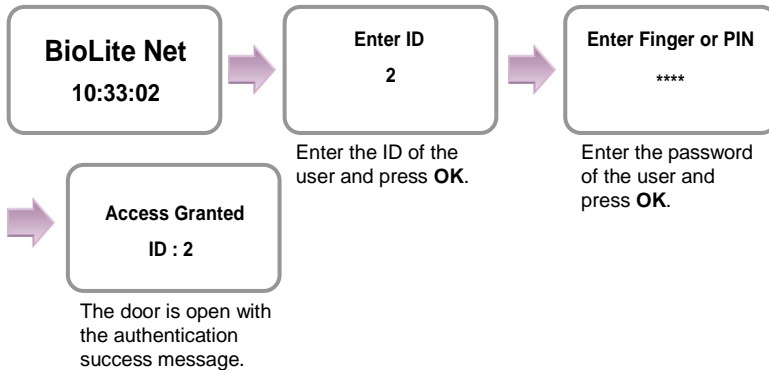 BioLite Net
10:33:02
Enter ID
2
Enter the ID of the
user and press OK.
Enter Finger or PIN
****
Enter the password
of the user and
press OK.
Access Granted
ID : 2
The door is open with
the authentication
success message.